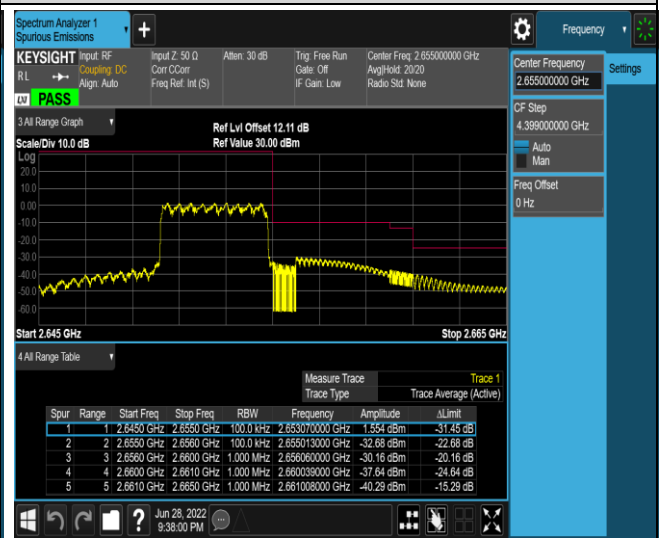 Spectrum Analyzer 1
Spurious Emissions
+
Frequency
KEYSIGHT Input: RF Input Z: 50 Ω Atten: 30 dB Trig: Free Run Center Freq: 2.655000000 GHz
RL Coupling: DC Corr CCorr Gate: Off Avg|Hold: 20/20
Align: Auto Freq Ref: Int (S) IF Gain: Low Radio Std: None
LXI PASS
Center Frequency
2.655000000 GHz
Settings
CF Step
4.399000000 GHz
Auto
Man
Freq Offset
0 Hz
3 All Range Graph
Ref Lvl Offset 12.11 dB
Scale/Div 10.0 dB Ref Value 30.00 dBm
Log
20.0
10.0
0.00
-10.0
-20.0
-30.0
-40.0
-50.0
-60.0
Start 2.645 GHz Stop 2.665 GHz
4 All Range Table
Measure Trace Trace 1
Trace Type Trace Average (Active)
Spur Range Start Freq Stop Freq RBW Frequency Amplitude ΔLimit
1 1 2.6450 GHz 2.6550 GHz 100.0 kHz 2.653070000 GHz 1.554 dBm -31.45 dB
2 2 2.6550 GHz 2.6560 GHz 100.0 kHz 2.655013000 GHz -32.68 dBm -22.68 dB
3 3 2.6560 GHz 2.6600 GHz 1.000 MHz 2.656060000 GHz -30.16 dBm -20.16 dB
4 4 2.6600 GHz 2.6610 GHz 1.000 MHz 2.660039000 GHz -37.64 dBm -24.64 dB
5 5 2.6610 GHz 2.6650 GHz 1.000 MHz 2.661008000 GHz -40.29 dBm -15.29 dB
? Jun 28, 2022
9:38:00 PM